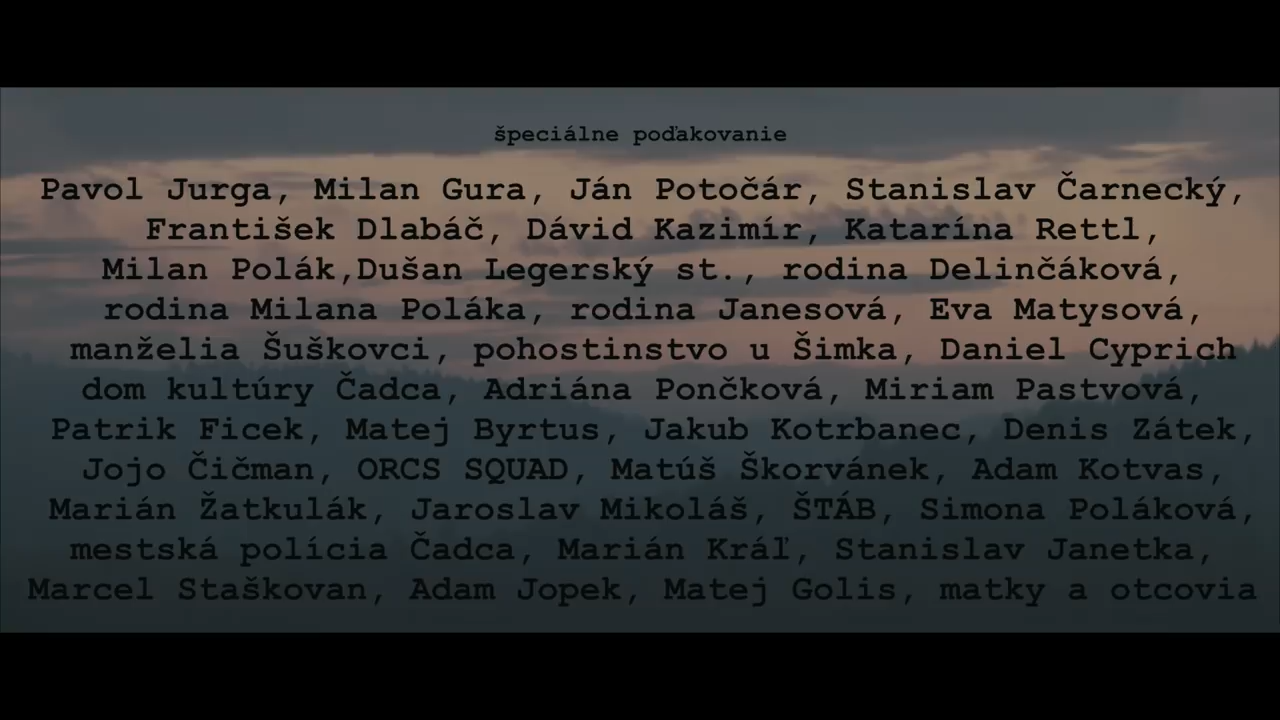 špeciálne poďakovanie
Pavol Jurga, Milan Gura, Ján Potočár, Stanislav Čarnecký,
František Dlabáč, Dávid Kazimír, Katarína Rettl,
Milan Polák,Dušan Legerský st., rodina Delinčáková,
rodina Milana Poláka, rodina Janesová, Eva Matysová,
manželia Šuškovci, pohostinstvo u Šimka, Daniel Cyprich
dom kultúry Čadca, Adriána Pončková, Miriam Pastvová,
Patrik Ficek, Matej Byrtus, Jakub Kotrbanec, Denis Zátek,
Jojo Čičman, ORCS SQUAD, Matúš Škorvánek, Adam Kotvas,
Marián Žatkulák, Jaroslav Mikoláš, ŠTÁB, Simona Poláková,
mestská polícia Čadca, Marián Kráľ, Stanislav Janetka,
Marcel Staškovan, Adam Jopek, Matej Golis, matky a otcovia